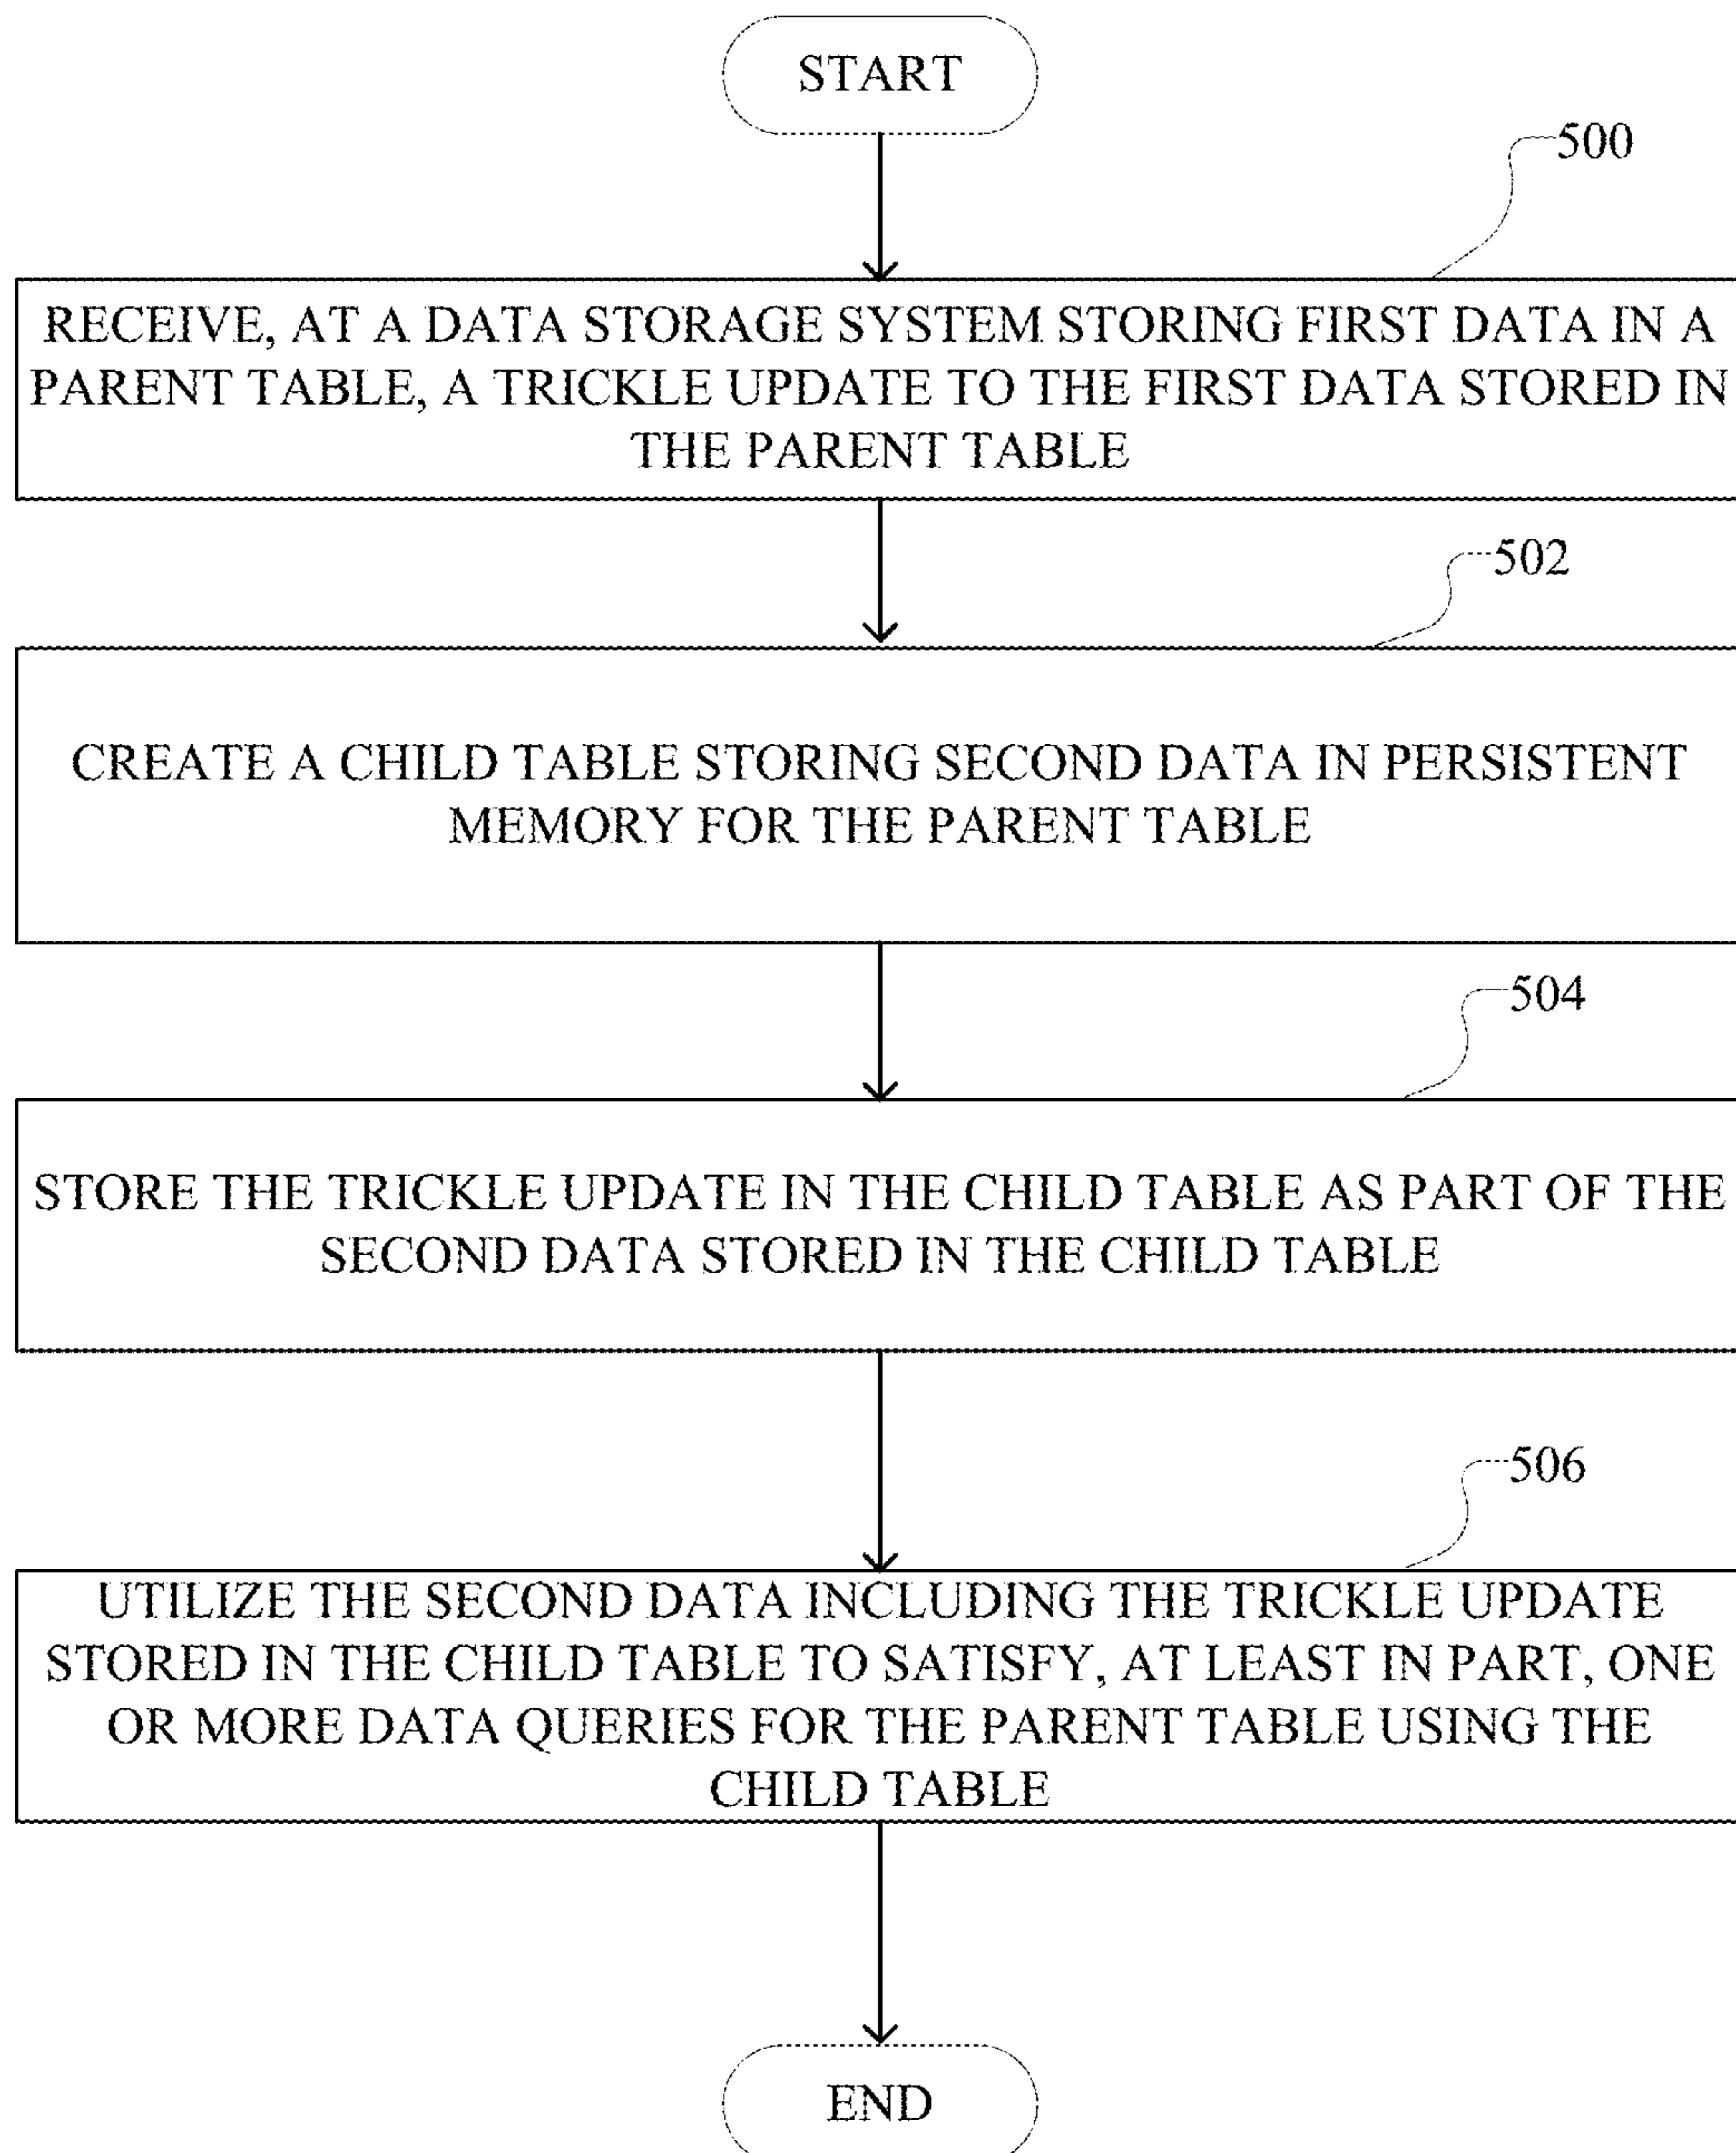 START
500
RECEIVE, AT A DATA STORAGE SYSTEM STORING FIRST DATA IN A
PARENT TABLE, A TRICKLE UPDATE TO THE FIRST DATA STORED IN
THE PARENT TABLE
502
CREATE A CHILD TABLE STORING SECOND DATA IN PERSISTENT
MEMORY FOR THE PARENT TABLE
504
STORE THE TRICKLE UPDATE IN THE CHILD TABLE AS PART OF THE
SECOND DATA STORED IN THE CHILD TABLE
506
UTILIZE THE SECOND DATA INCLUDING THE TRICKLE UPDATE
STORED IN THE CHILD TABLE TO SATISFY, AT LEAST IN PART, ONE
OR MORE DATA QUERIES FOR THE PARENT TABLE USING THE
CHILD TABLE
END